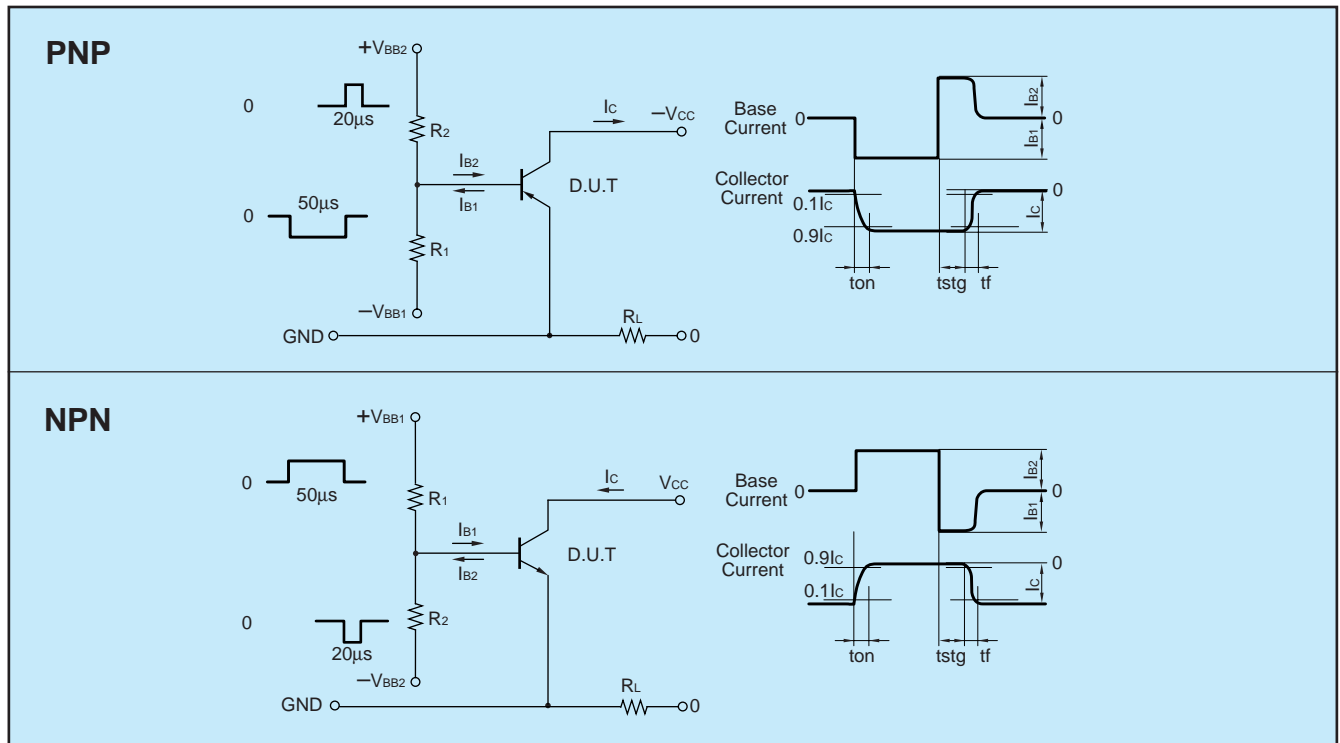 PNP
+VBB2
0
20µs
R2
IC
–VCC
IB2
IB1
D.U.T
50µs
0
R1
–VBB1
GND
RL
0
Base
Current
0
IB2
0
IB1
Collector
Current
0
0.1IC
IC
0.9IC
ton
tstg
tf
NPN
+VBB1
0
50µs
R1
IC
VCC
IB1
IB2
D.U.T
0
20µs
R2
–VBB2
GND
RL
0
Base
Current
0
IB2
0
IB1
Collector
Current
0.9IC
0
IC
0.1IC
ton
tstg
tf